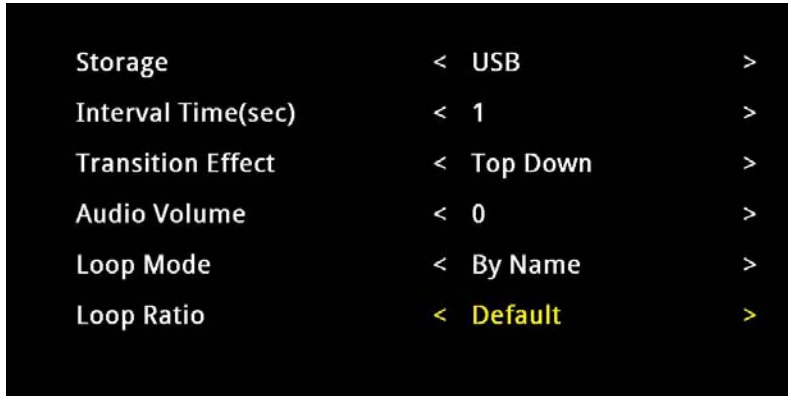 Storage < USB >
Interval Time(sec) < 1 >
Transition Effect < Top Down >
Audio Volume < 0 >
Loop Mode < By Name >
Loop Ratio < Default >